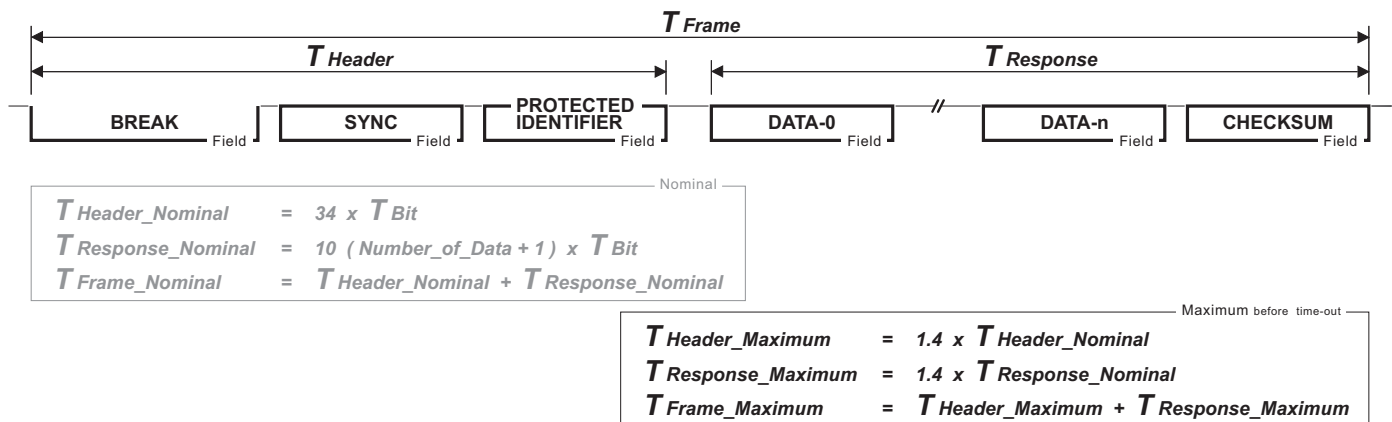 T Frame
T Header
T Response
BREAK
Field
SYNC
Field
PROTECTED
IDENTIFIER
Field
DATA-0
Field
DATA-n
Field
CHECKSUM
Field
Nominal
T Header_Nominal = 34 x T Bit
T Response_Nominal = 10 ( Number_of_Data + 1 ) x T Bit
T Frame_Nominal = T Header_Nominal + T Response_Nominal
Maximum before time-out
T Header_Maximum = 1.4 x T Header_Nominal
T Response_Maximum = 1.4 x T Response_Nominal
T Frame_Maximum = T Header_Maximum + T Response_Maximum